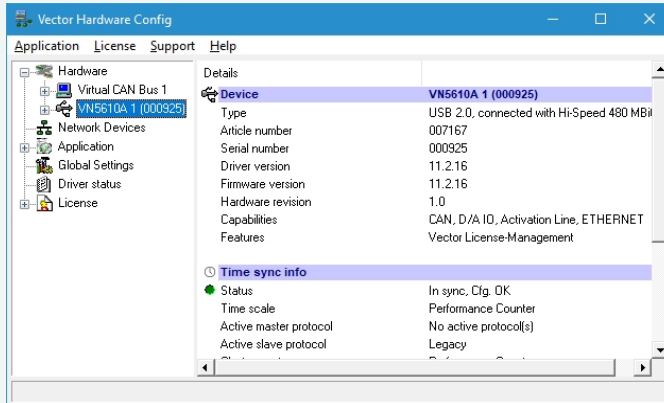 Vector Hardware Config
Application License Support Help
Hardware
Virtual CAN Bus 1
VN5610A 1 (000925)
Network Devices
Application
Global Settings
Driver status
License
Details
Device VN5610A 1 (000925)
Type USB 2.0, connected with Hi-Speed 480 MBi
Article number 007167
Serial number 000925
Driver version 11.2.16
Firmware version 11.2.16
Hardware revision 1.0
Capabilities CAN, D/A IO, Activation Line, ETHERNET
Features Vector License-Management
Time sync info
Status In sync, Cfg. OK
Time scale Performance Counter
Active master protocol No active protocol(s)
Active slave protocol Legacy